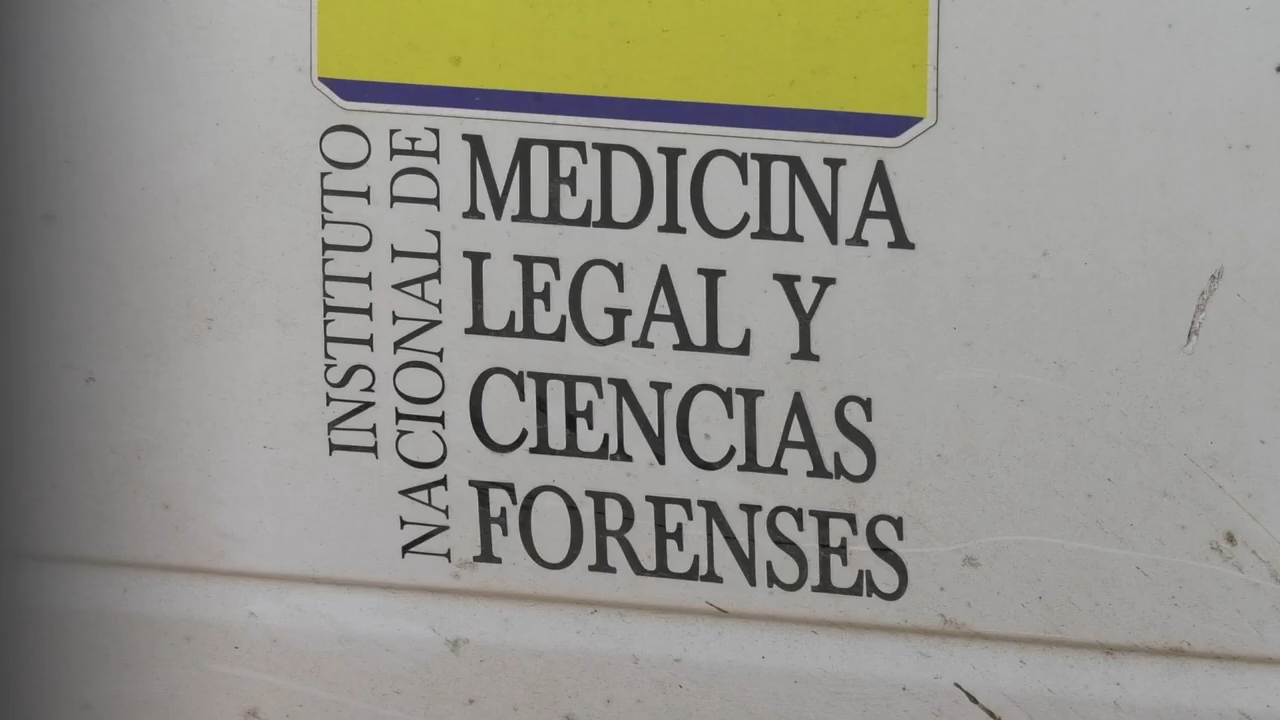 INSTITUTO
NACIONAL DE
MEDICINA
LEGAL Y
CIENCIAS
FORENSES